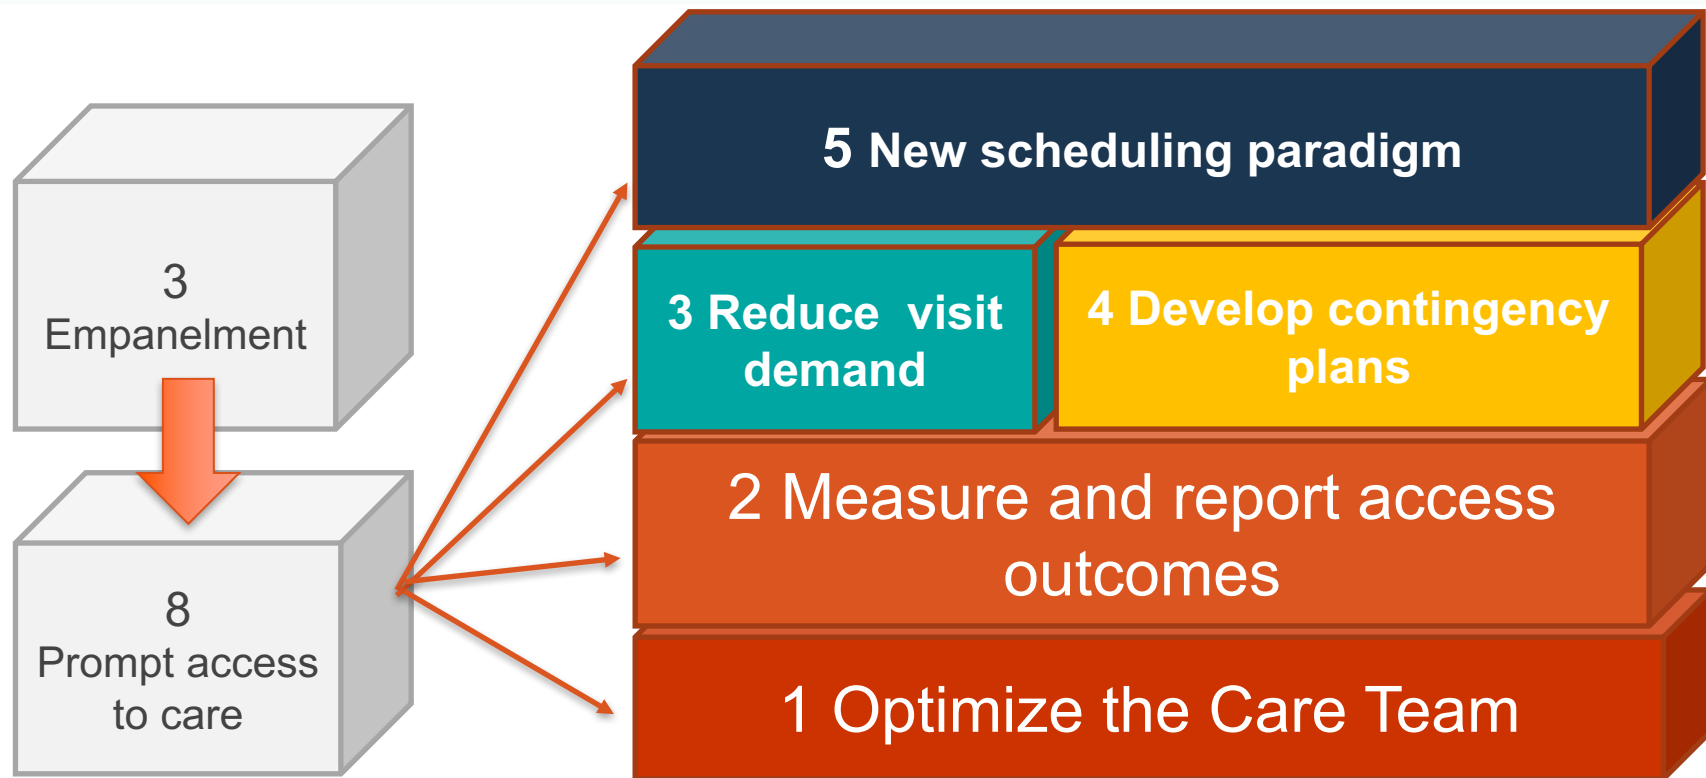 3
Empanelment
8
Prompt access
to care
5 New scheduling paradigm
3 Reduce  visit
demand
4 Develop contingency
plans
2 Measure and report access
outcomes
1 Optimize the Care Team